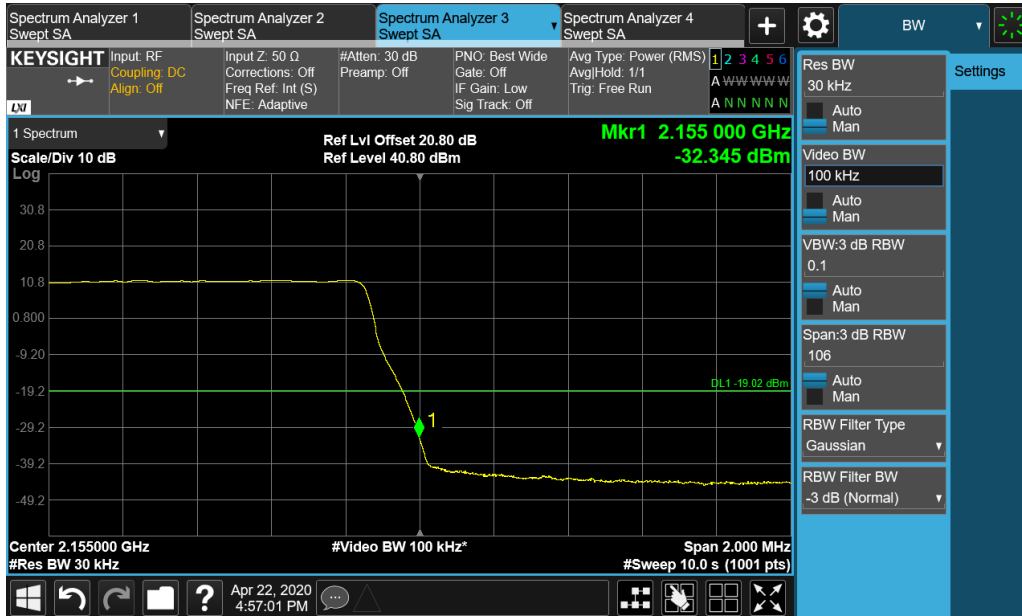 Spectrum Analyzer 1
Swept SA
Spectrum Analyzer 2
Swept SA
Spectrum Analyzer 3
Swept SA
Spectrum Analyzer 4
Swept SA
+
BW
KEYSIGHT
LXI
Input: RF
Coupling: DC
Align: Off
Input Z: 50 Ω
Corrections: Off
Freq Ref: Int (S)
NFE: Adaptive
#Atten: 30 dB
Preamp: Off
PNO: Best Wide
Gate: Off
IF Gain: Low
Sig Track: Off
Avg Type: Power (RMS)
Avg|Hold: 1/1
Trig: Free Run
1 2 3 4 5 6
A W W W W W
A N N N N N
1 Spectrum
Scale/Div 10 dB
Log
Ref Lvl Offset 20.80 dB
Ref Level 40.80 dBm
Mkr1 2.155 000 GHz
-32.345 dBm
30.8
20.8
10.8
0.800
-9.20
-19.2
-29.2
-39.2
-49.2
DL1 -19.02 dBm
1
Center 2.155000 GHz
#Video BW 100 kHz*
Span 2.000 MHz
#Res BW 30 kHz
#Sweep 10.0 s (1001 pts)
?
Apr 22, 2020
4:57:01 PM
Res BW
30 kHz
Auto
Man
Video BW
100 kHz
Auto
Man
VBW:3 dB RBW
0.1
Auto
Man
Span:3 dB RBW
106
Auto
Man
RBW Filter Type
Gaussian
RBW Filter BW
-3 dB (Normal)
Settings